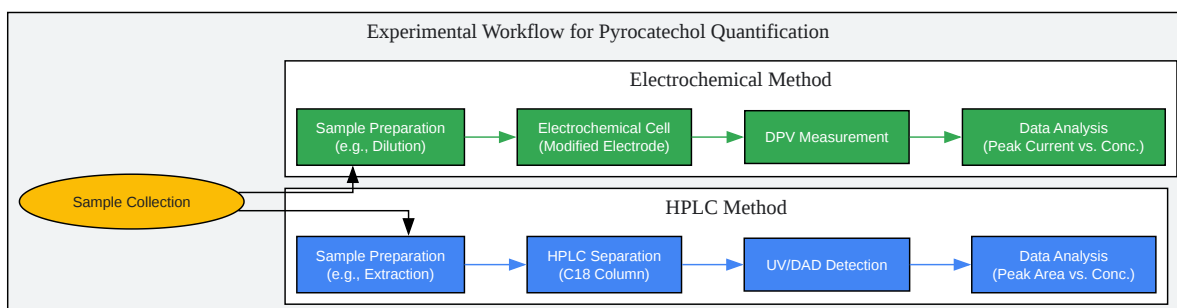 Experimental Workflow for Pyrocatechol Quantification
Electrochemical Method
Sample Preparation
(e.g., Dilution)
Electrochemical Cell
(Modified Electrode)
DPV Measurement
Data Analysis
(Peak Current vs. Conc.)
Sample Collection
HPLC Method
Sample Preparation
(e.g., Extraction)
HPLC Separation
(C18 Column)
UV/DAD Detection
Data Analysis
(Peak Area vs. Conc.)